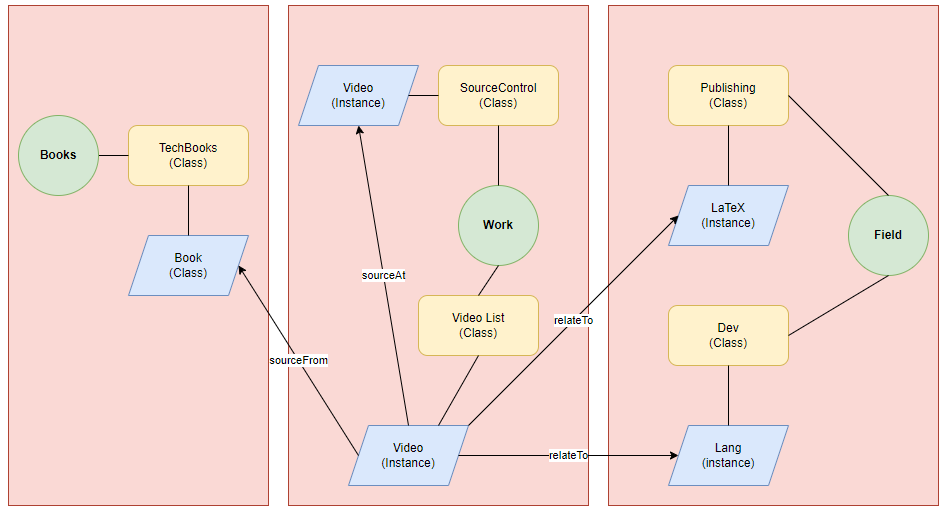 Books
TechBooks
(Class)
Book
(Class)
sourceFrom
Video
(Instance)
SourceControl
(Class)
Work
sourceAt
Video List
(Class)
Video
(Instance)
relateTo
relateTo
Publishing
(Class)
LaTeX
(Instance)
Field
Dev
(Class)
Lang
(instance)